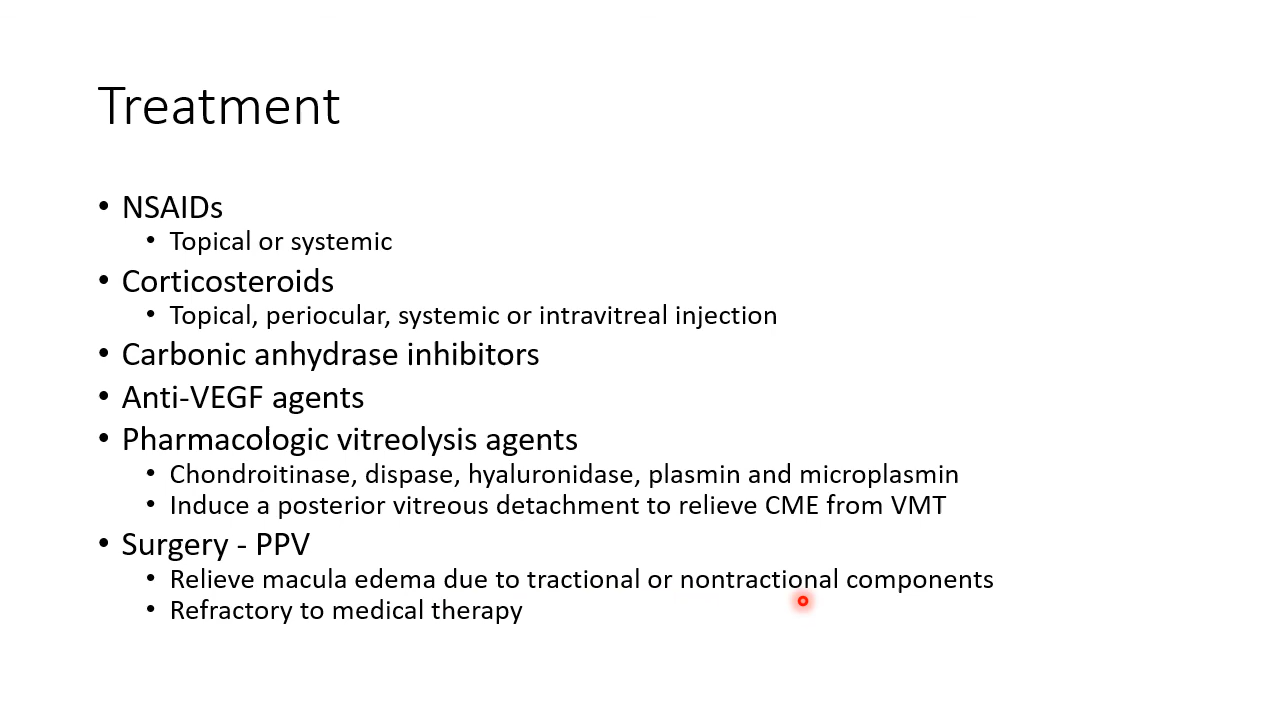 Treatment
• NSAIDs
• Topical or systemic
• Corticosteroids
• Topical, periocular, systemic or intravitreal injection
• Carbonic anhydrase inhibitors
• Anti-VEGF agents
• Pharmacologic vitreolysis agents
• Chondroitinase, dispase, hyaluronidase, plasmin and microplasmin
• Induce a posterior vitreous detachment to relieve CME from VMT
• Surgery - PPV
• Relieve macula edema due to tractional or nontractional components
• Refractory to medical therapy